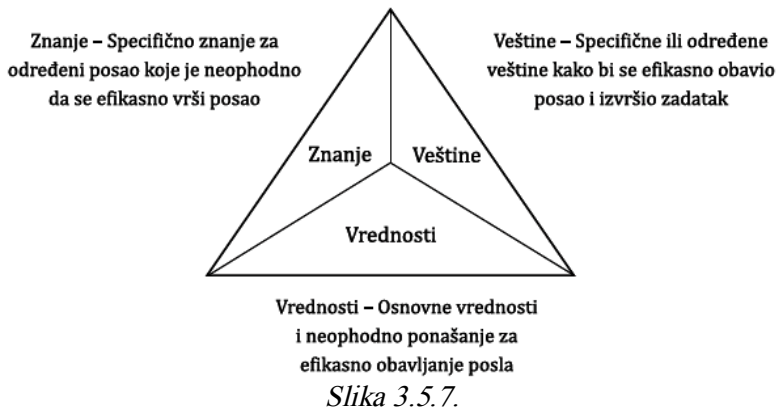 Znanje – Specifično znanje za
određeni posao koje je neophodno
da se efikasno vrši posao
Veštine – Specifične ili određene
veštine kako bi se efikasno obavio
posao i izvršio zadatak
Znanje
Veštine
Vrednosti
Vrednosti – Osnovne vrednosti
i neophodno ponašanje za
efikasno obavljanje posla
Slika 3.5.7.